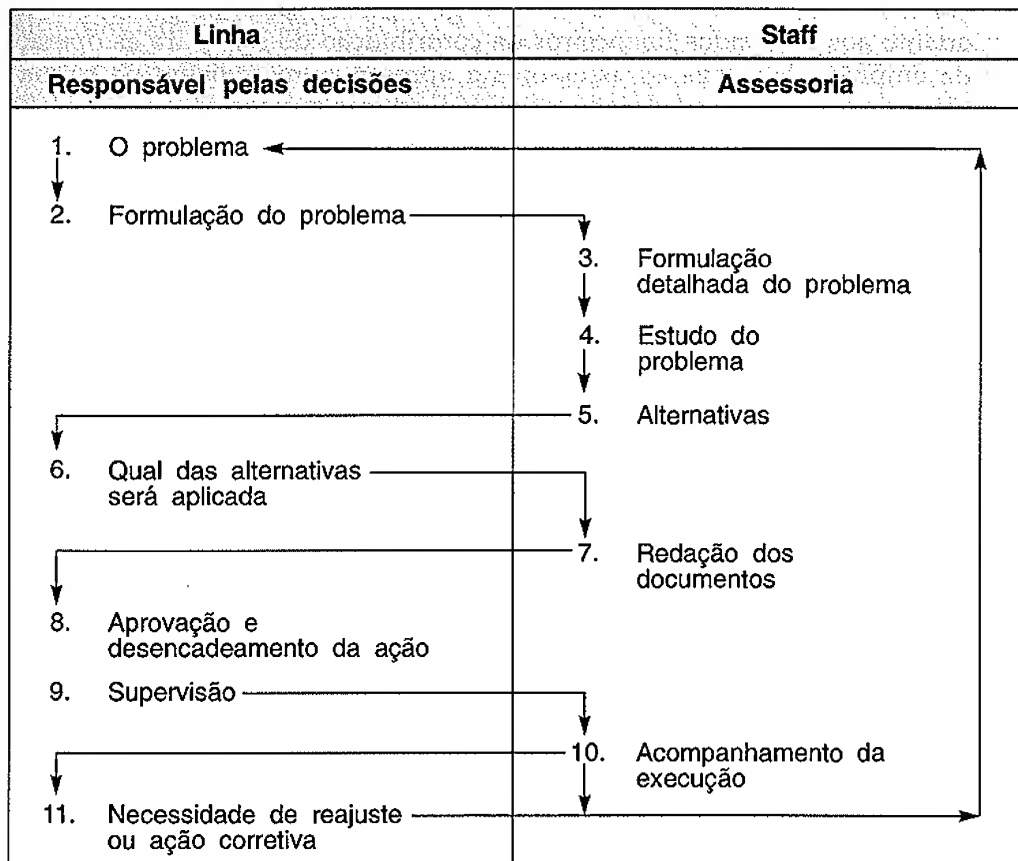 Linha Staff
Responsável pelas decisões Assessoria
1. O problema
2. Formulação do problema
3. Formulação
detalhada do problema
4. Estudo do
problema
5. Alternativas
6. Qual das alternativas
será aplicada
7. Redação dos
documentos
8. Aprovação e
desencadeamento da ação
9. Supervisão
10. Acompanhamento da
execução
11. Necessidade de reajuste
ou ação corretiva